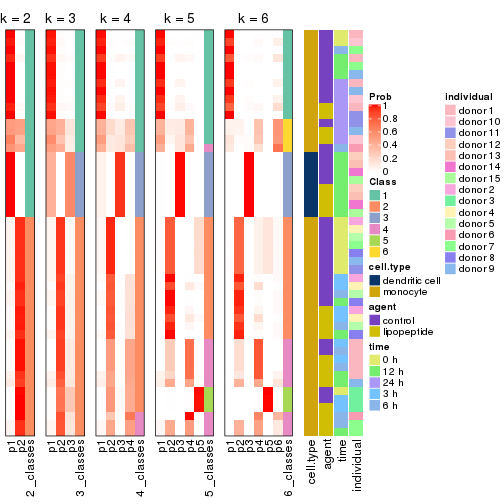 k = 2
k = 3
k = 4
k = 5
k = 6
p1
p2
2_classes
p1
p2
p3
3_classes
p1
p2
p3
p4
4_classes
p1
p2
p3
p4
p5
5_classes
p1
p2
p3
p4
p5
p6
6_classes
cell.type
agent
time
individual
Prob
1
0.8
0.6
0.4
0.2
0
Class
1
2
3
4
5
6
cell.type
dendritic cell
monocyte
agent
control
lipopeptide
time
0 h
12 h
24 h
3 h
6 h
individual
donor 1
donor 10
donor 11
donor 12
donor 13
donor 14
donor 15
donor 2
donor 3
donor 4
donor 5
donor 6
donor 7
donor 8
donor 9